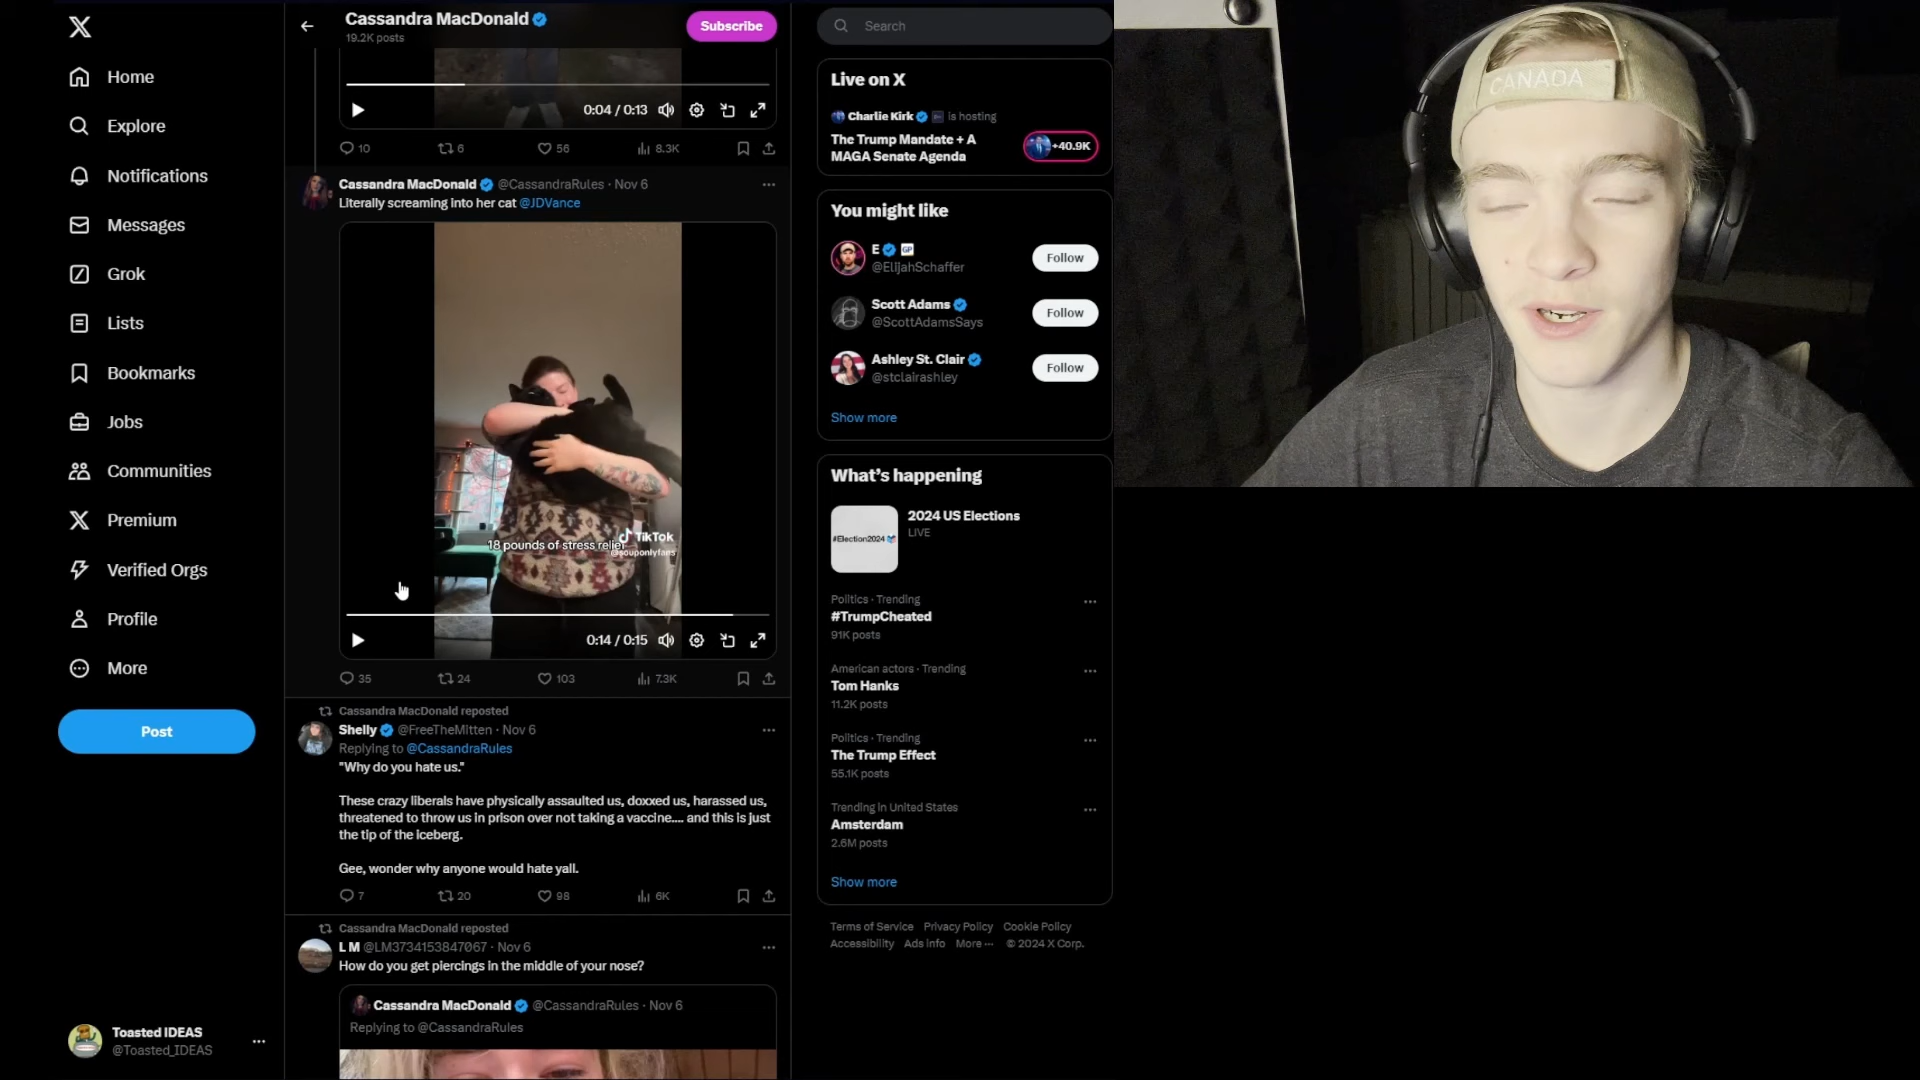 Home
Explore
Notifications
Messages
Grok
Lists
Bookmarks
Jobs
Communities
Premium
Verified Orgs
Profile
More
Post
Toasted IDEAS
@Toasted_IDEAS
Cassandra MacDonald
19.2K posts
Subscribe
0:04 / 0:13
10
6
56
8.3K
Cassandra MacDonald @CassandraRules · Nov 6
Literally screaming into her cat @JDVance
18 pounds of stress relief
TikTok
@souponlyfans
0:14 / 0:15
35
24
103
7.3K
Cassandra MacDonald reposted
Shelly @FreeTheMitten · Nov 6
Replying to @CassandraRules
"Why do you hate us."
These crazy liberals have physically assaulted us, doxxed us, harassed us,
threatened to throw us in prison over not taking a vaccine.... and this is just
the tip of the iceberg.
Gee, wonder why anyone would hate yall.
7
20
98
6K
Cassandra MacDonald reposted
L M @LM3734153847067 · Nov 6
How do you get piercings in the middle of your nose?
Cassandra MacDonald @CassandraRules · Nov 6
Replying to @CassandraRules
Search
Live on X
Charlie Kirk is hosting
The Trump Mandate + A
MAGA Senate Agenda
+40.9K
You might like
E GP
@ElijahSchaffer
Follow
Scott Adams
@ScottAdamsSays
Follow
Ashley St. Clair
@stclairashley
Follow
Show more
What's happening
#Election2024
2024 US Elections
LIVE
Politics · Trending
#TrumpCheated
91K posts
American actors · Trending
Tom Hanks
11.2K posts
Politics · Trending
The Trump Effect
55.1K posts
Trending in United States
Amsterdam
2.6M posts
Show more
Terms of Service Privacy Policy Cookie Policy
Accessibility Ads info More ··· © 2024 X Corp.
CANADA